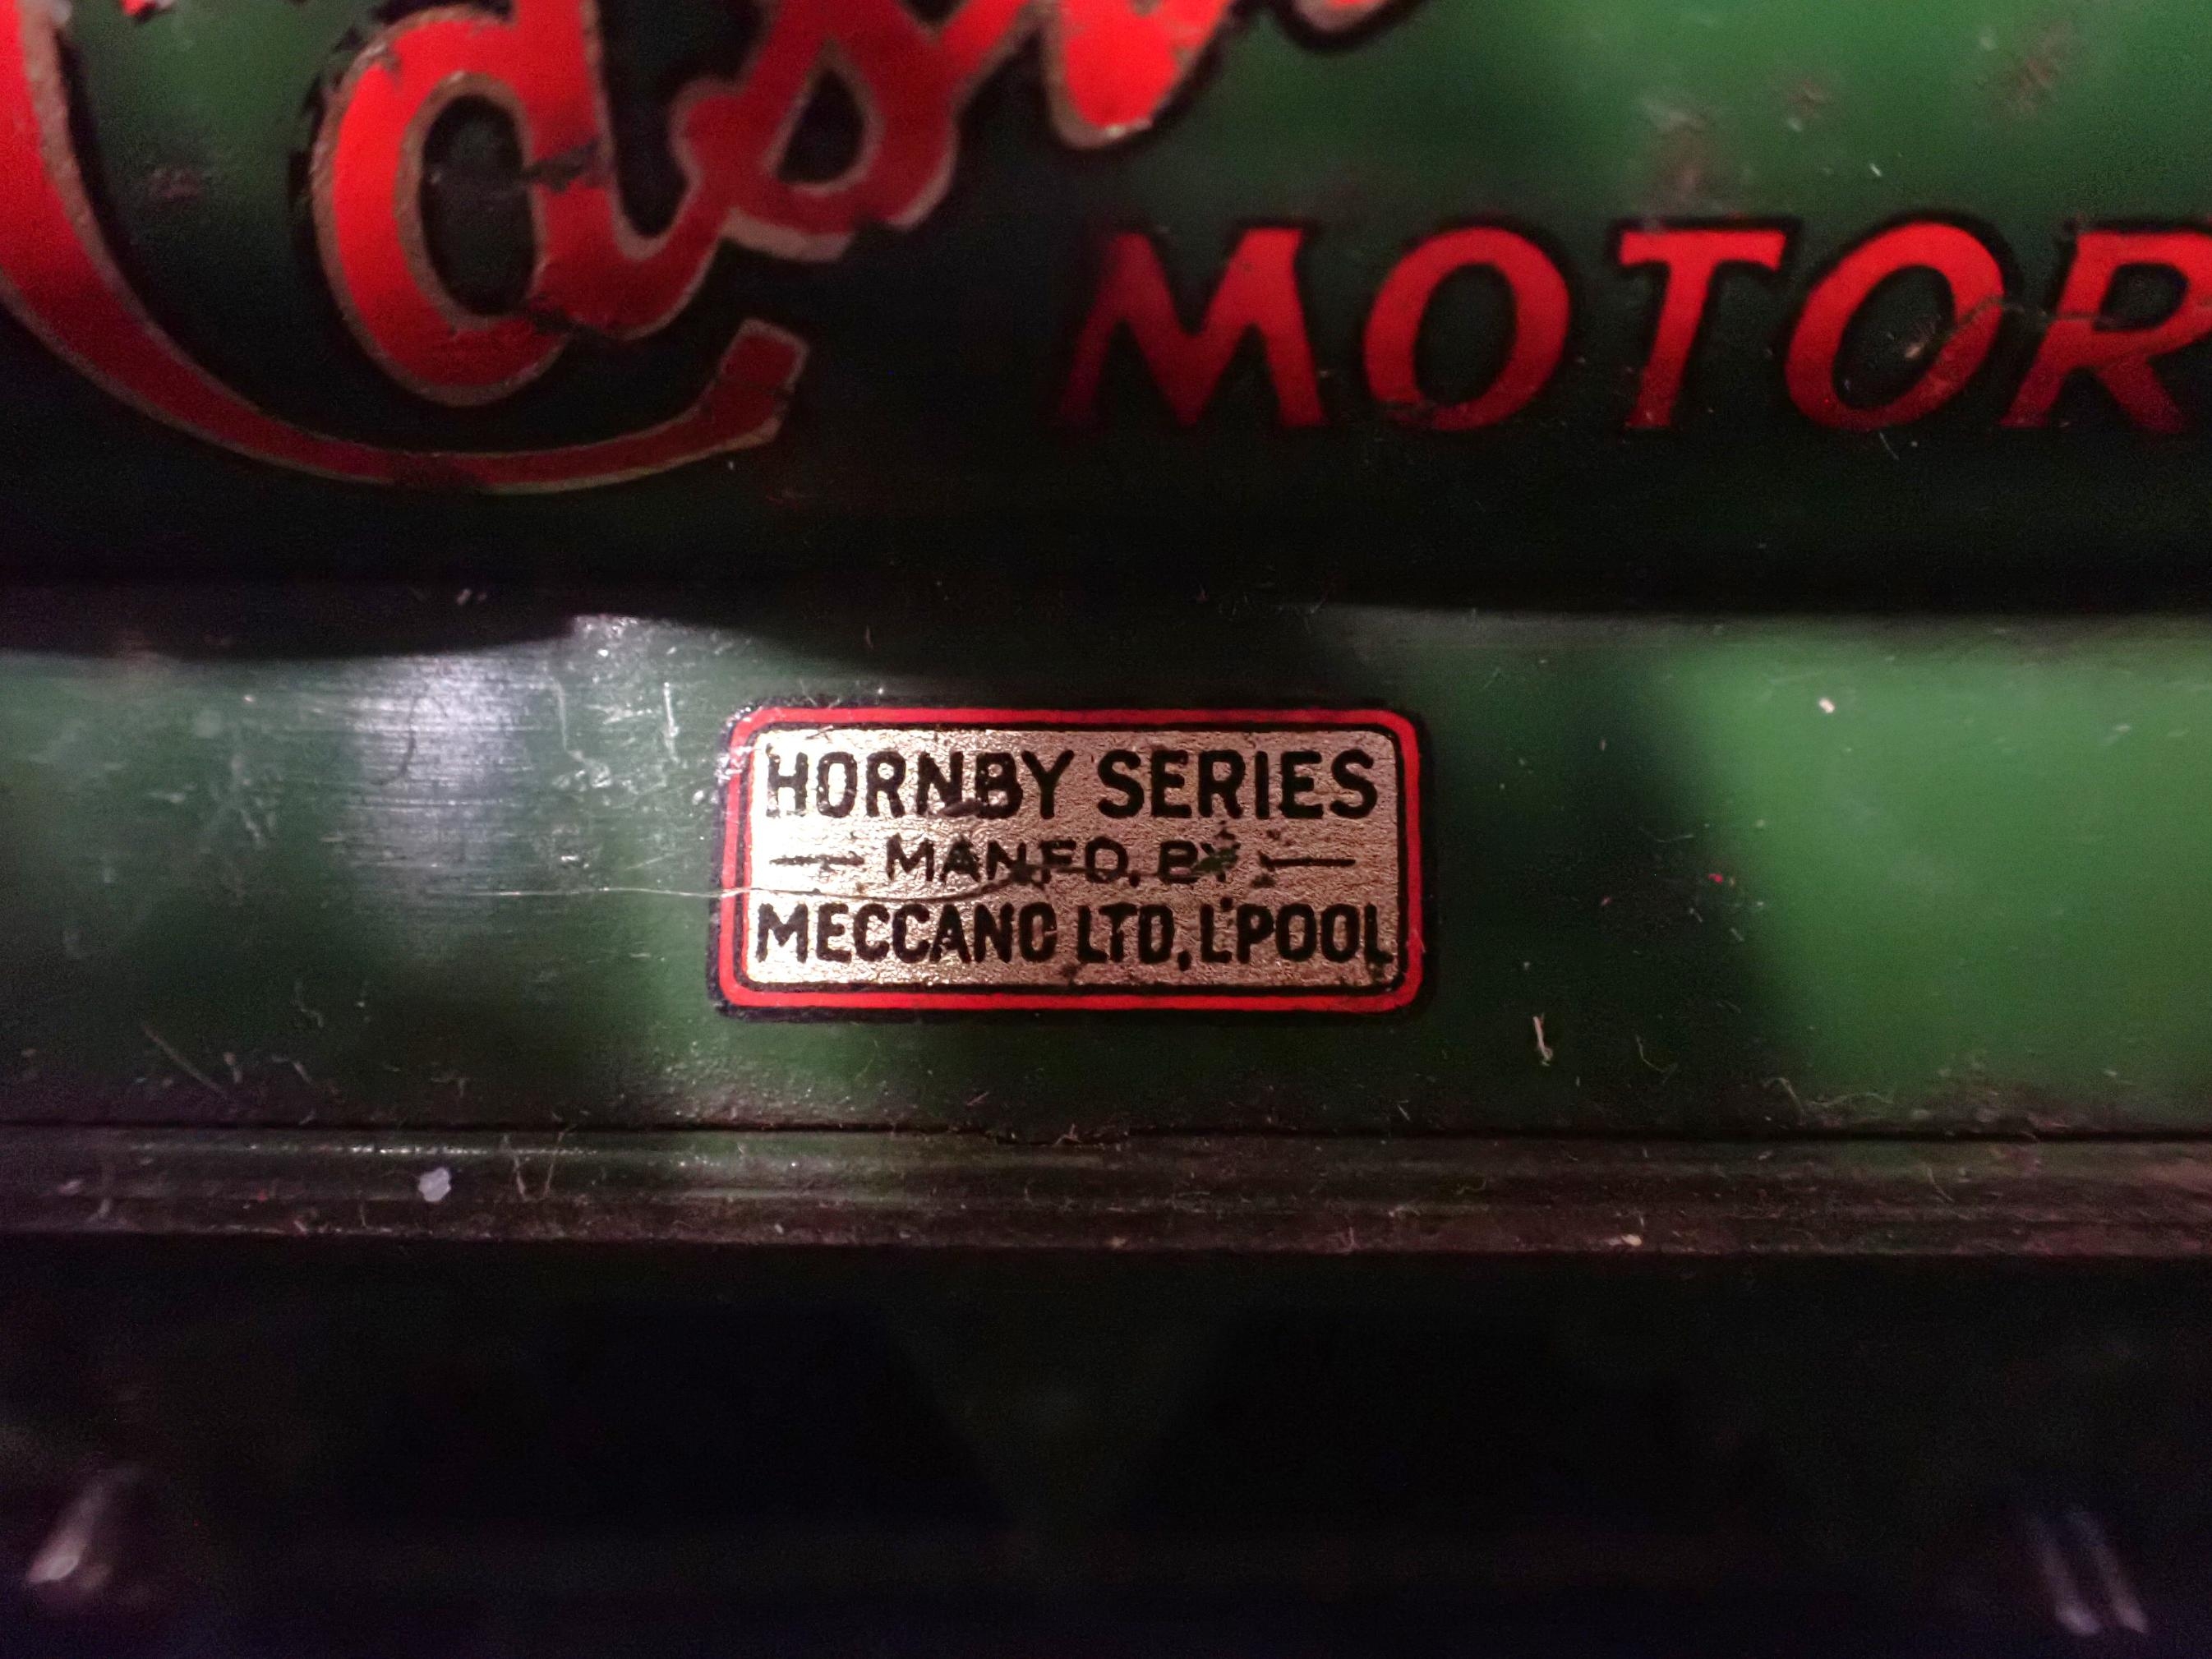 MOTOR
HORNBY SERIES
MANFD. BY
MECCANO LTD, L'POOL